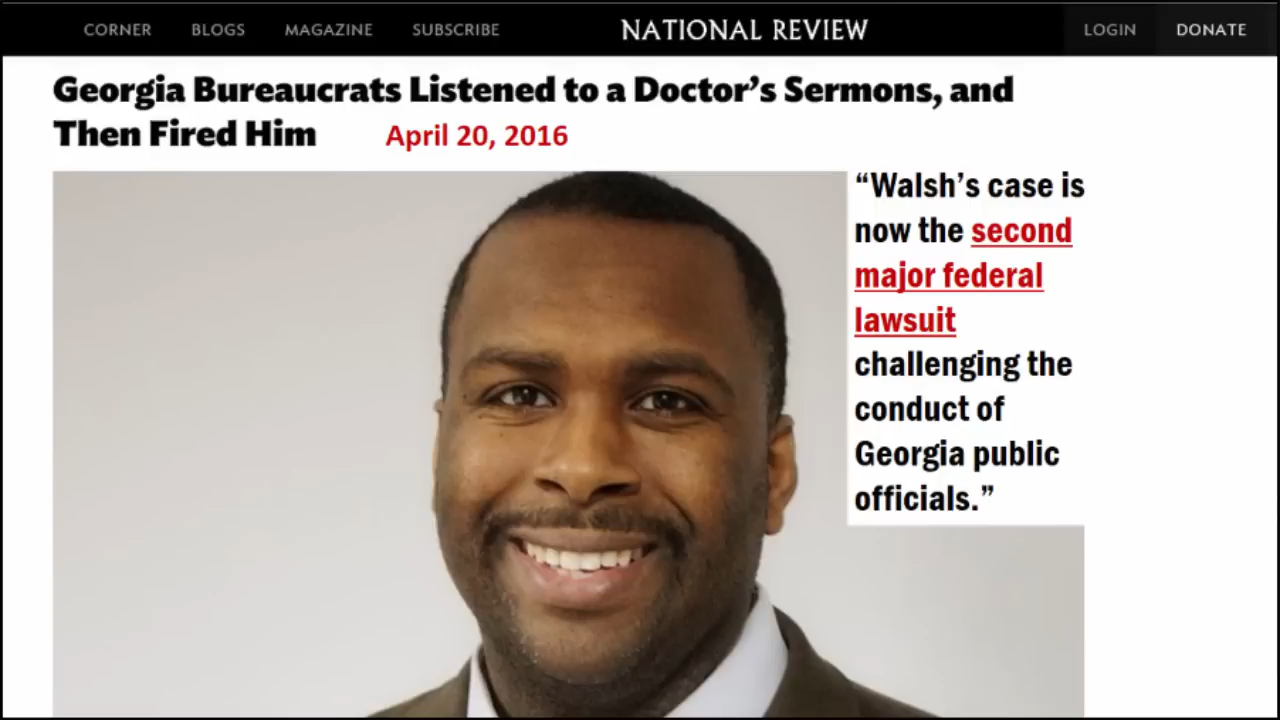 CORNER BLOGS MAGAZINE SUBSCRIBE NATIONAL REVIEW LOGIN DONATE
Georgia Bureaucrats Listened to a Doctor’s Sermons, and
Then Fired Him April 20, 2016
“Walsh’s case is
now the second
major federal
lawsuit
challenging the
conduct of
Georgia public
officials.”